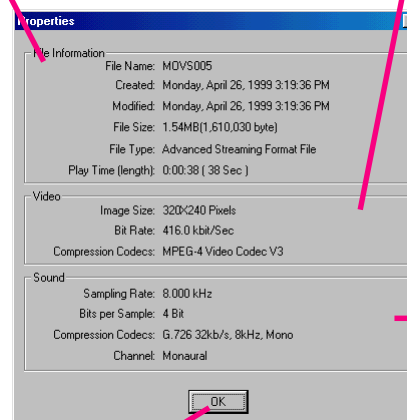 Properties
File Information
File Name: MOVS005
Created: Monday, April 26, 1999 3:19:36 PM
Modified: Monday, April 26, 1999 3:19:36 PM
File Size: 1.54MB(1,610,030 byte)
File Type: Advanced Streaming Format File
Play Time (length): 0:00:38 ( 38 Sec )
Video
Image Size: 320X240 Pixels
Bit Rate: 416.0 kbit/Sec
Compression Codecs: MPEG-4 Video Codec V3
Sound
Sampling Rate: 8.000 kHz
Bits per Sample: 4 Bit
Compression Codecs: G.726 32kb/s, 8kHz, Mono
Channel: Monaural
OK